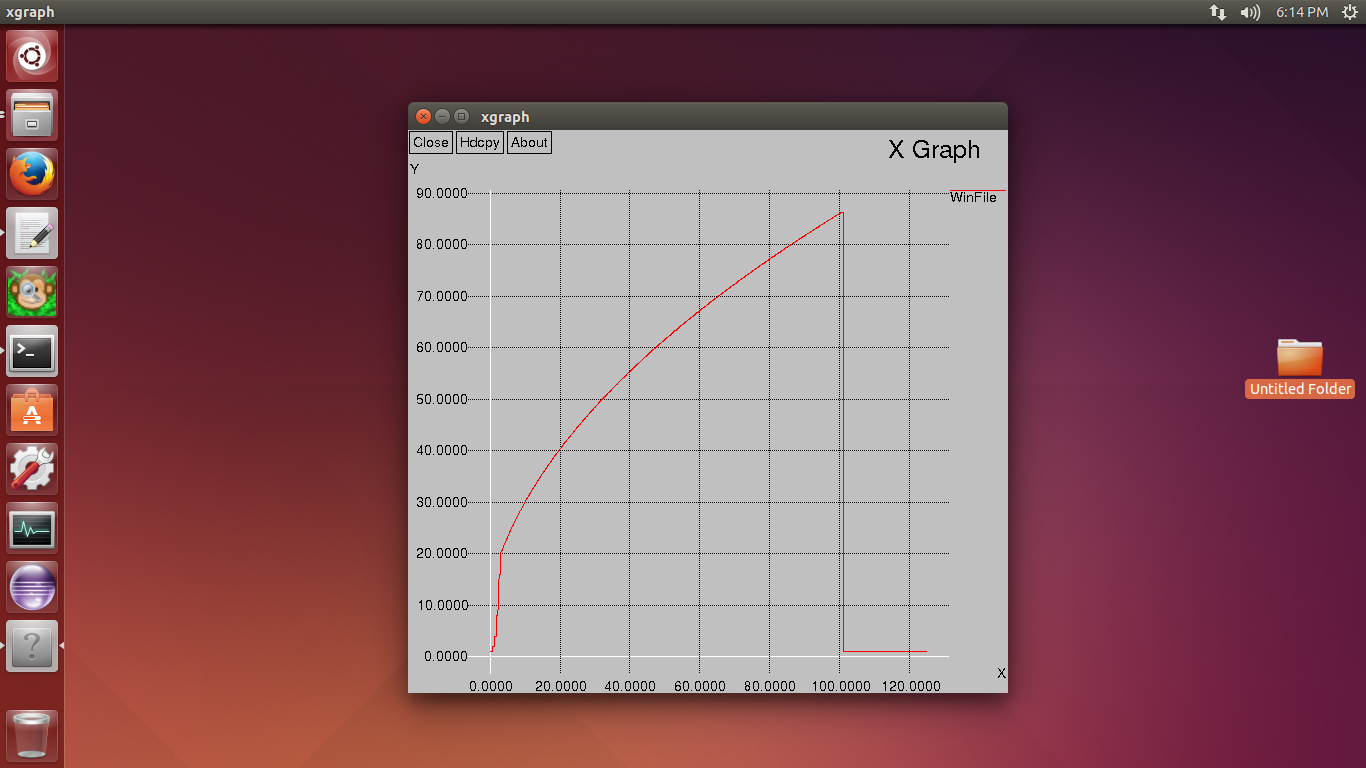 xgraph
6:14 PM
xgraph
Close Hdcpy About
X Graph
Y
WinFile
90.0000
80.0000
70.0000
60.0000
50.0000
40.0000
30.0000
20.0000
10.0000
0.0000
X
0.0000 20.0000 40.0000 60.0000 80.0000 100.0000 120.0000
Untitled Folder